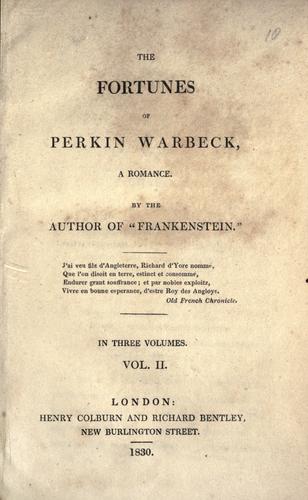 10
THE
FORTUNES
OF
PERKIN WARBECK,
A ROMANCE.
BY THE
AUTHOR OF "FRANKENSTEIN."
J'ai veu filz d'Angleterre, Richard d'Yore nommé,
Que l'on disoit en terre, estinct et consommé,
Endurer grant souffrance; et par nobles exploitz,
Vivre en bonne esperance, d'estre Roy des Angloys.
Old French Chronicle.
IN THREE VOLUMES.
VOL. II.
LONDON:
HENRY COLBURN AND RICHARD BENTLEY,
NEW BURLINGTON STREET.
1830.